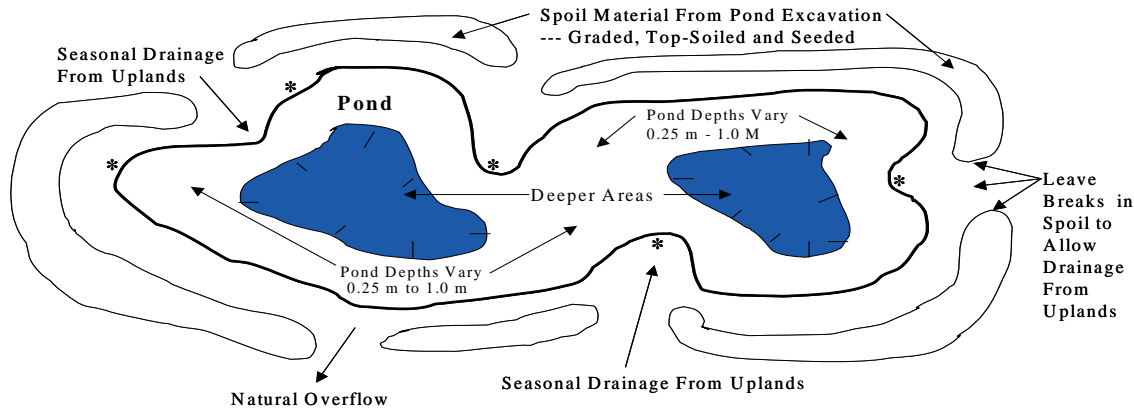 Spoil Material From Pond Excavation
--- Graded, Top-Soiled and Seeded
Seasonal Drainage
From Uplands
*
Pond
Pond Depths Vary
0.25 m - 1.0 M
*
*
*
Deeper Areas
Leave
Breaks in
Spoil to
Allow
Drainage
From
Uplands
*
Pond Depths Vary
0.25 m to 1.0 m
Seasonal Drainage From Uplands
Natural Overflow